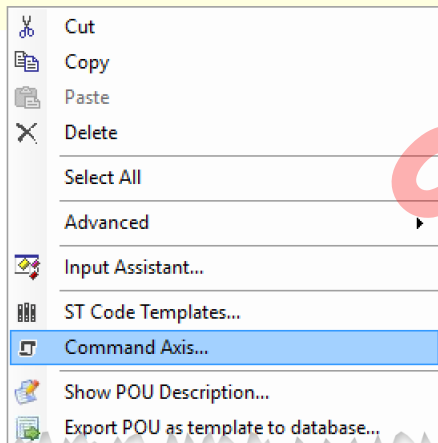 Cut
Copy
Paste
Delete
Select All
Advanced
Input Assistant...
ST Code Templates...
Command Axis...
Show POU Description...
Export POU as template to database...